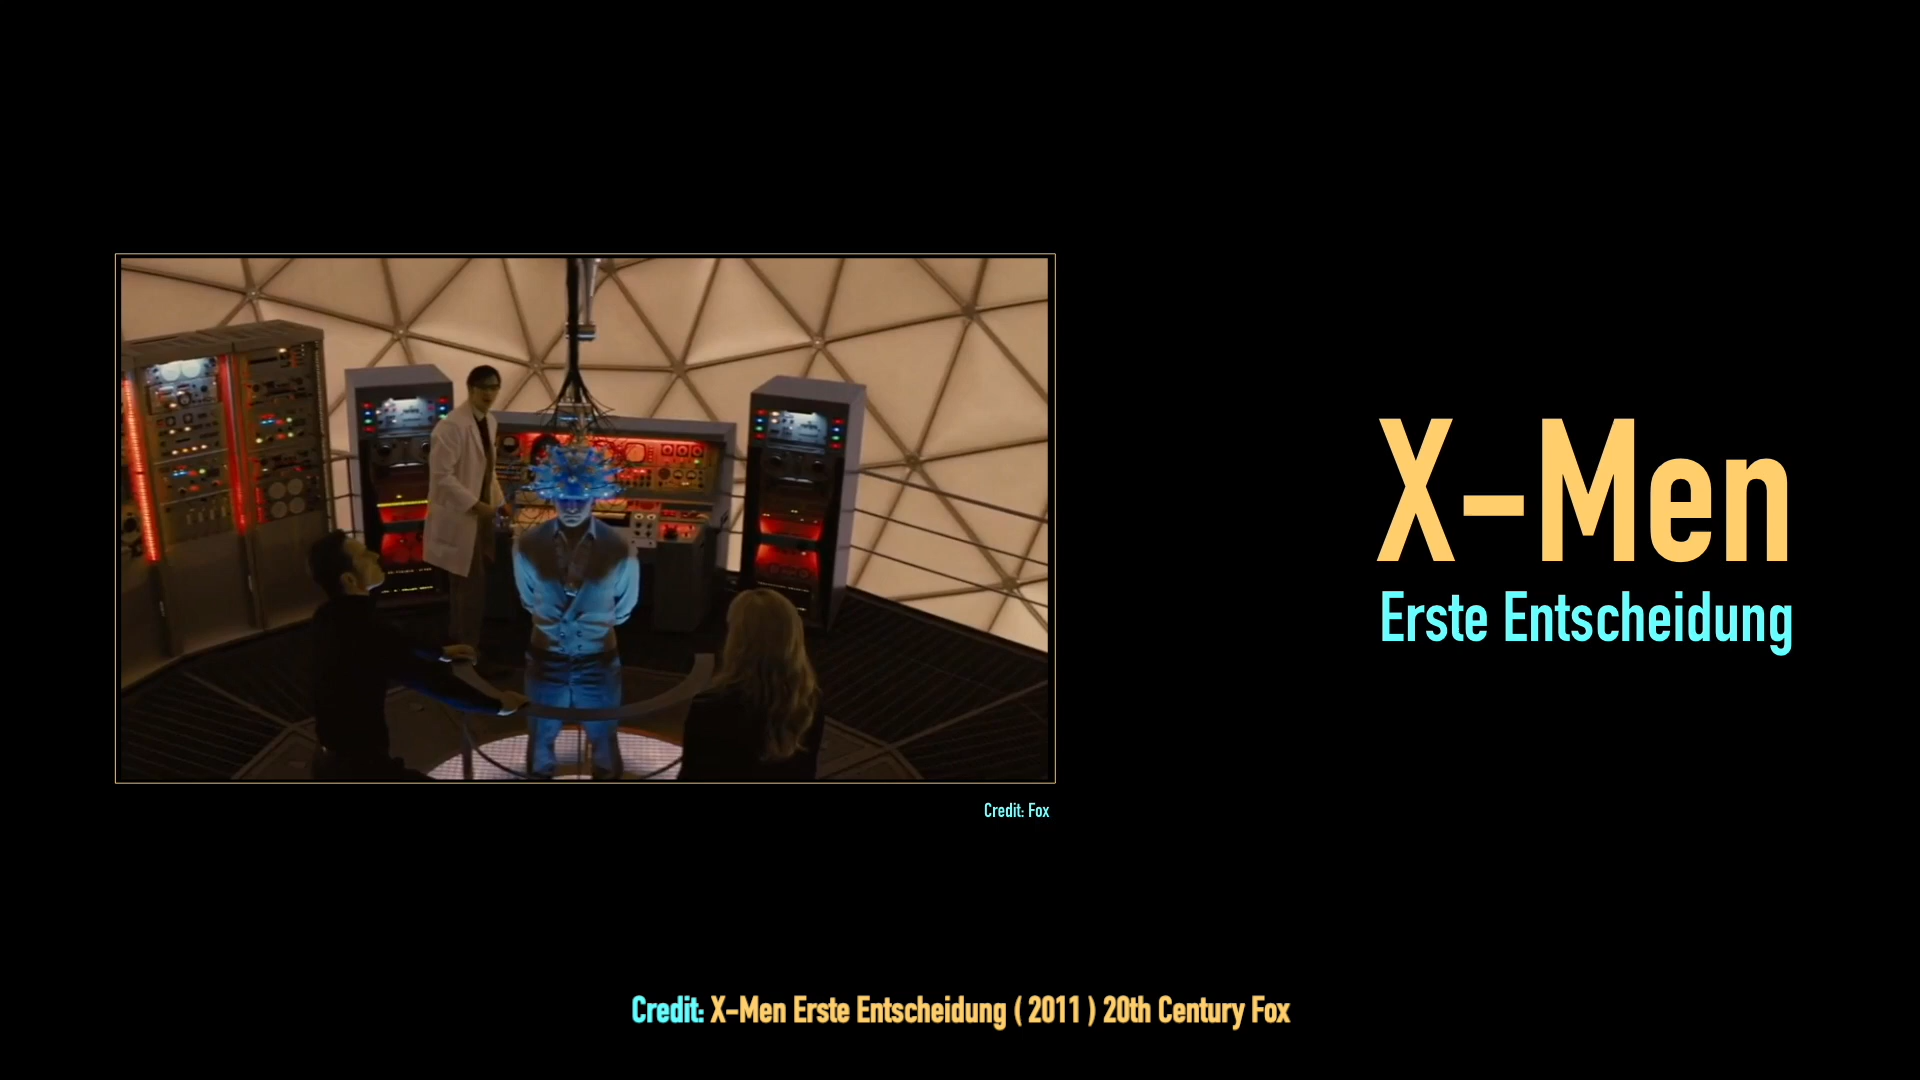 X-Men
Erste Entscheidung
Credit: Fox
Credit: X-Men Erste Entscheidung ( 2011 ) 20th Century Fox